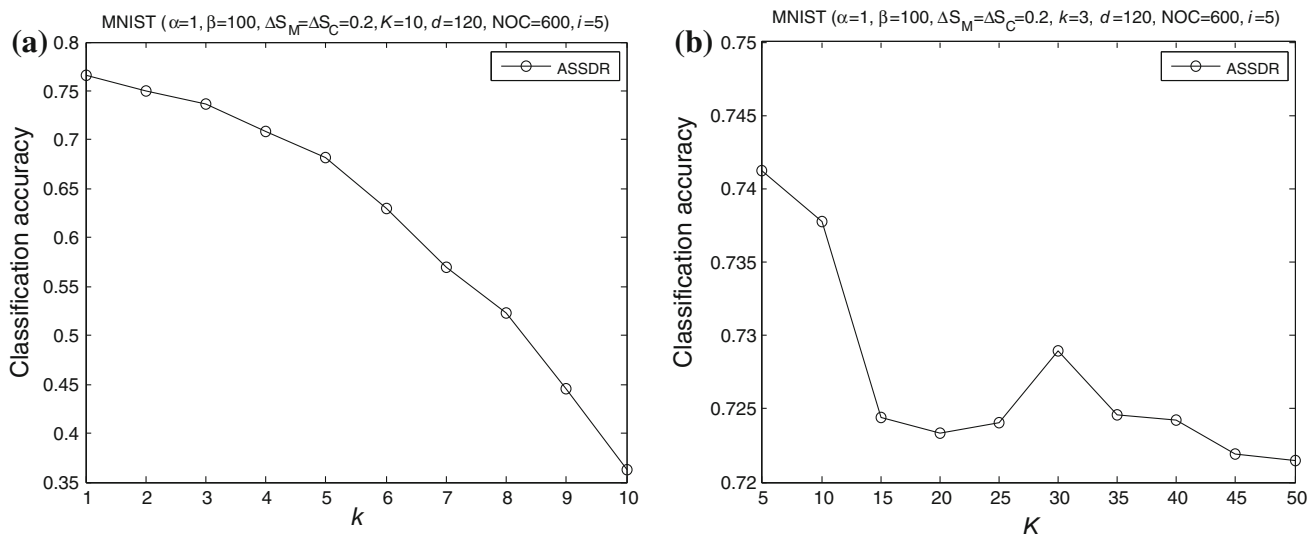 MNIST (α=1, β=100, ΔS_M=ΔS_C=0.2, K=10, d=120, NOC=600, i=5)
(a)
0.8
0.75
0.7
0.65
0.6
0.55
0.5
0.45
0.4
0.35
Classification accuracy
ASSDR
1 2 3 4 5 6 7 8 9 10
k
MNIST (α=1, β=100, ΔS_M=ΔS_C=0.2, k=3, d=120, NOC=600, i=5)
(b)
0.75
0.745
0.74
0.735
0.73
0.725
0.72
Classification accuracy
ASSDR
5 10 15 20 25 30 35 40 45 50
K